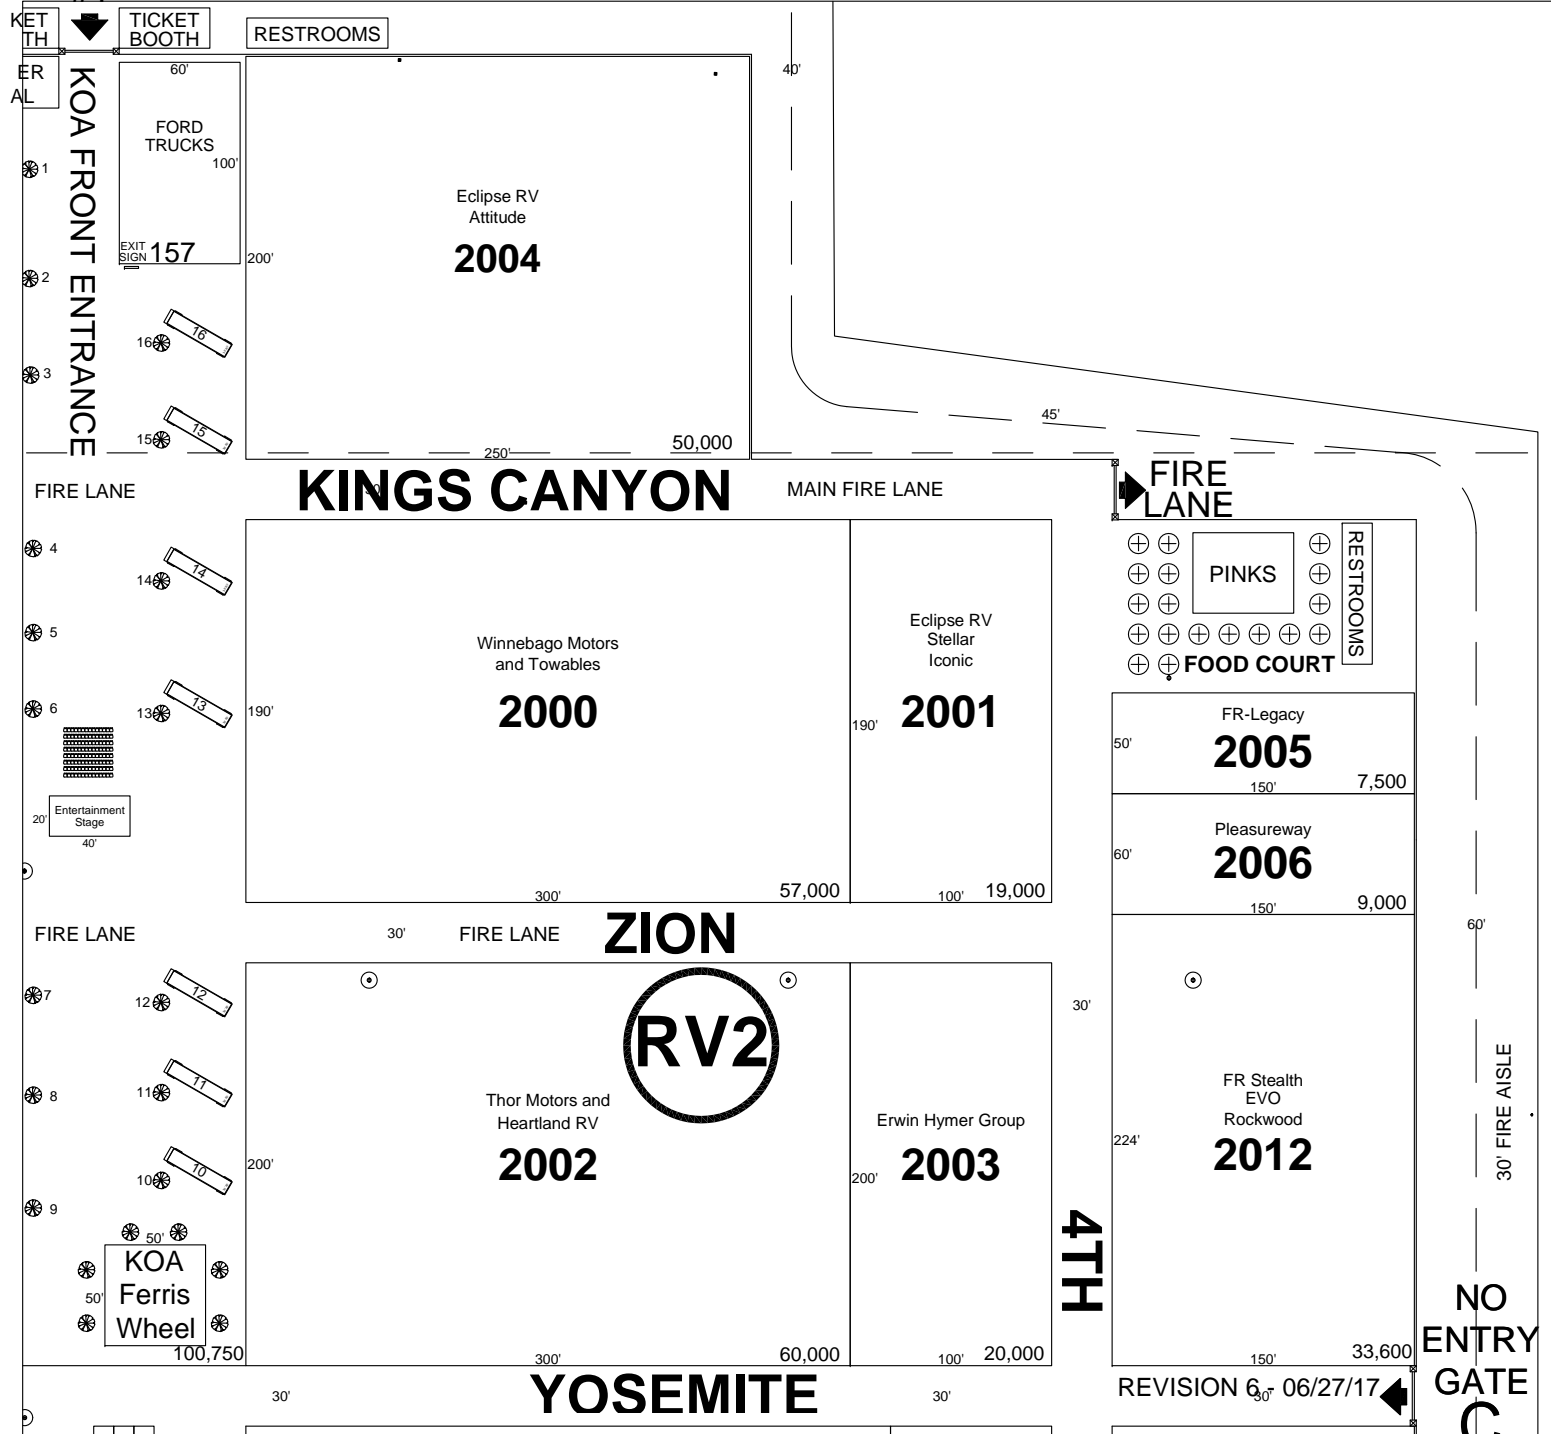 KET
TH
TICKET
BOOTH
RESTROOMS
ER
AL
KOA FRONT ENTRANCE
60'
FORD
TRUCKS
100'
EXIT
SIGN
157
40'
Eclipse RV
Attitude
2004
200'
250'
50,000
1
2
3
16
16
15
15
45'
FIRE LANE
KINGS CANYON
MAIN FIRE LANE
FIRE
LANE
4
5
6
14
14
13
13
Entertainment
Stage
20'
40'
Winnebago Motors
and Towables
2000
190'
300'
57,000
Eclipse RV
Stellar
Iconic
2001
190'
100'
19,000
PINKS
RESTROOMS
FOOD COURT
FR-Legacy
2005
50'
150'
7,500
Pleasureway
2006
60'
150'
9,000
FIRE LANE
30'
FIRE LANE
ZION
60'
7
8
9
12
12
11
11
10
10
50'
KOA
Ferris
Wheel
50'
100,750
RV2
Thor Motors and
Heartland RV
2002
200'
300'
60,000
Erwin Hymer Group
2003
200'
100'
20,000
30'
4TH
FR Stealth
EVO
Rockwood
2012
224'
150'
33,600
30' FIRE AISLE
NO
ENTRY
GATE
C
30'
YOSEMITE
30'
REVISION 6 - 06/27/17
30'